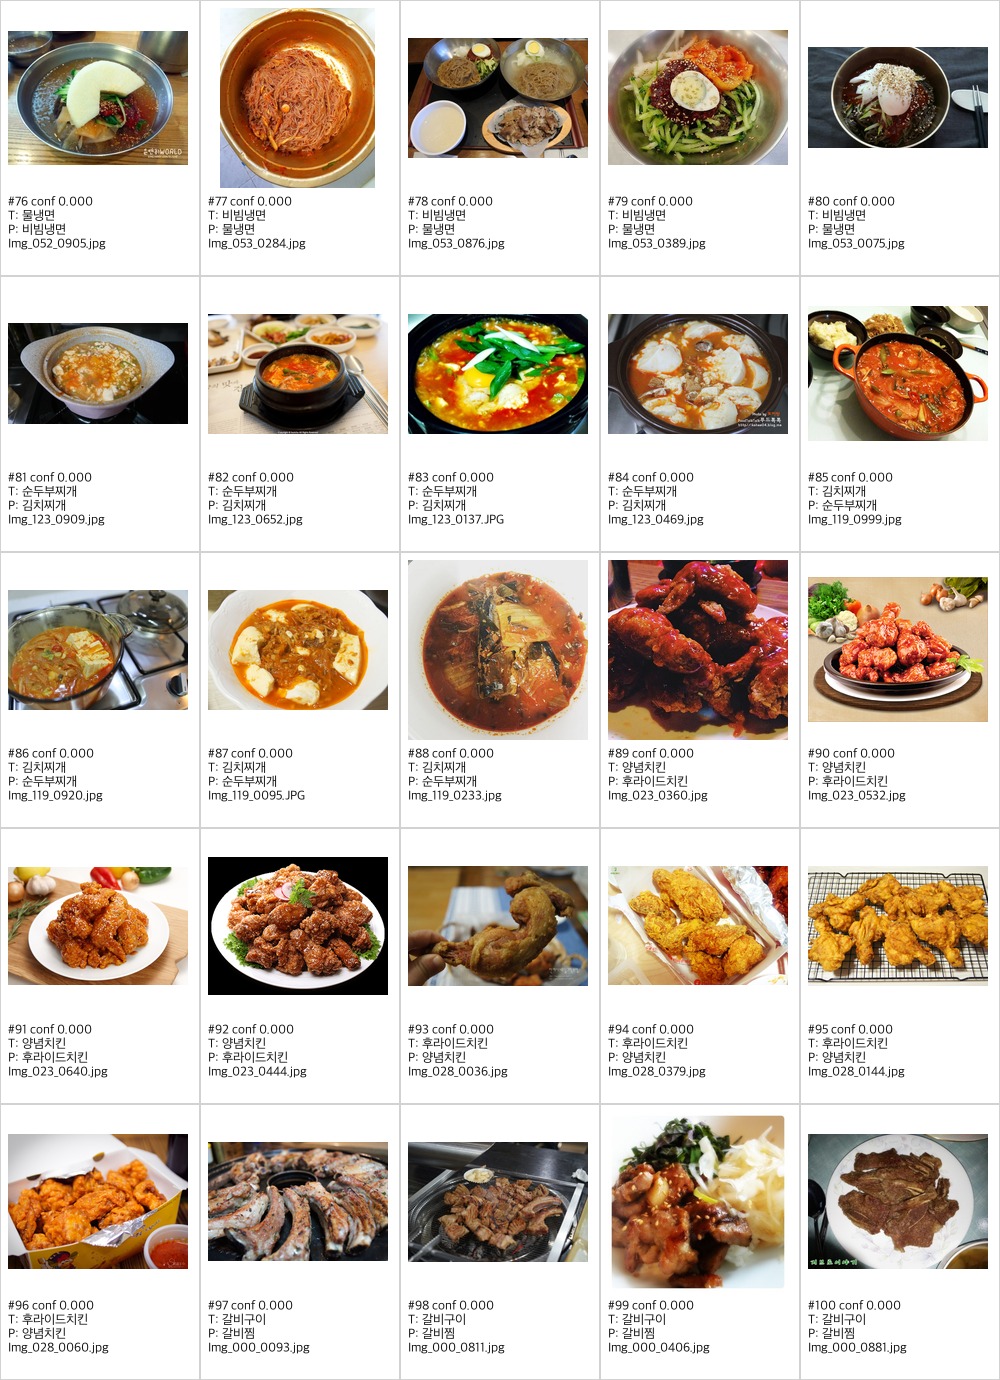 #76 conf 0.000
T: 물냉면
P: 비빔냉면
Img_052_0905.jpg
#77 conf 0.000
T: 비빔냉면
P: 물냉면
Img_053_0284.jpg
#78 conf 0.000
T: 비빔냉면
P: 물냉면
Img_053_0876.jpg
#79 conf 0.000
T: 비빔냉면
P: 물냉면
Img_053_0389.jpg
#80 conf 0.000
T: 비빔냉면
P: 물냉면
Img_053_0075.jpg
#81 conf 0.000
T: 순두부찌개
P: 김치찌개
Img_123_0909.jpg
#82 conf 0.000
T: 순두부찌개
P: 김치찌개
Img_123_0652.jpg
#83 conf 0.000
T: 순두부찌개
P: 김치찌개
Img_123_0137.JPG
#84 conf 0.000
T: 순두부찌개
P: 김치찌개
Img_123_0469.jpg
#85 conf 0.000
T: 김치찌개
P: 순두부찌개
Img_119_0999.jpg
#86 conf 0.000
T: 김치찌개
P: 순두부찌개
Img_119_0920.jpg
#87 conf 0.000
T: 김치찌개
P: 순두부찌개
Img_119_0095.JPG
#88 conf 0.000
T: 김치찌개
P: 순두부찌개
Img_119_0233.jpg
#89 conf 0.000
T: 양념치킨
P: 후라이드치킨
Img_023_0360.jpg
#90 conf 0.000
T: 양념치킨
P: 후라이드치킨
Img_023_0532.jpg
#91 conf 0.000
T: 양념치킨
P: 후라이드치킨
Img_023_0640.jpg
#92 conf 0.000
T: 양념치킨
P: 후라이드치킨
Img_023_0444.jpg
#93 conf 0.000
T: 후라이드치킨
P: 양념치킨
Img_028_0036.jpg
#94 conf 0.000
T: 후라이드치킨
P: 양념치킨
Img_028_0379.jpg
#95 conf 0.000
T: 후라이드치킨
P: 양념치킨
Img_028_0144.jpg
#96 conf 0.000
T: 후라이드치킨
P: 양념치킨
Img_028_0060.jpg
#97 conf 0.000
T: 갈비구이
P: 갈비찜
Img_000_0093.jpg
#98 conf 0.000
T: 갈비구이
P: 갈비찜
Img_000_0811.jpg
#99 conf 0.000
T: 갈비구이
P: 갈비찜
Img_000_0406.jpg
#100 conf 0.000
T: 갈비구이
P: 갈비찜
Img_000_0881.jpg